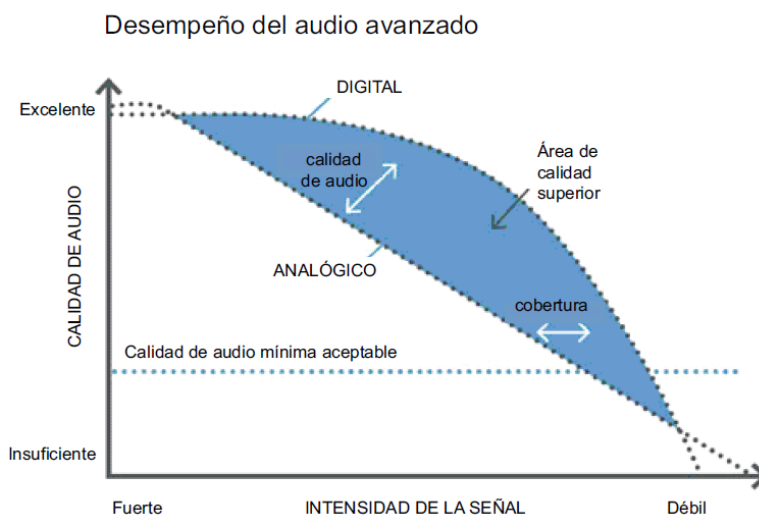 Desempeño del audio avanzado
Excelente
DIGITAL
calidad
de audio
Área de
calidad
superior
CALIDAD DE AUDIO
ANALÓGICO
cobertura
Calidad de audio mínima aceptable
Insuficiente
Fuerte
INTENSIDAD DE LA SEÑAL
Débil